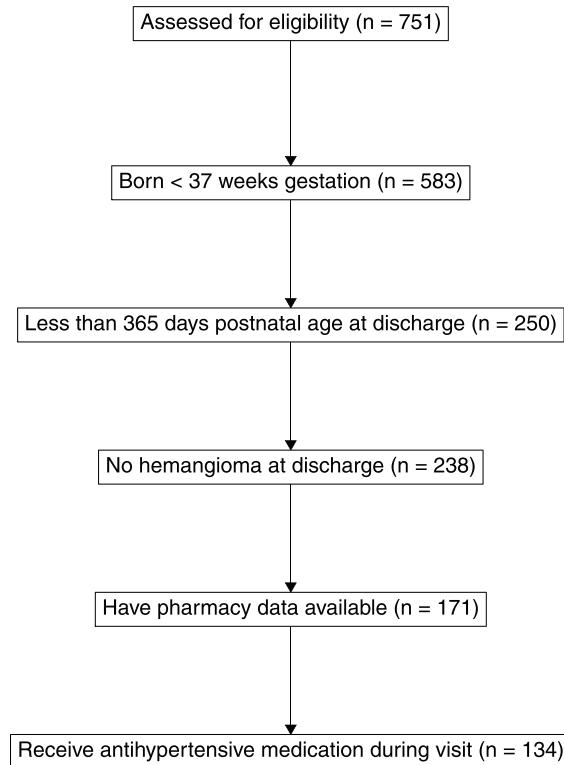 Assessed for eligibility (n = 751)
Born < 37 weeks gestation (n = 583)
Less than 365 days postnatal age at discharge (n = 250)
No hemangioma at discharge (n = 238)
Have pharmacy data available (n = 171)
Receive antihypertensive medication during visit (n = 134)